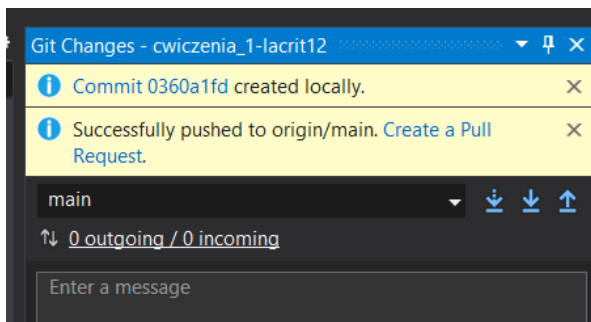 Git Changes - cwiczenia_1-lacrit12
Commit 0360a1fd created locally.
Successfully pushed to origin/main. Create a Pull
Request.
main
0 outgoing / 0 incoming
Enter a message